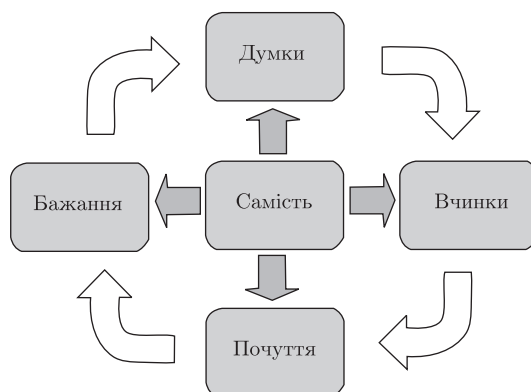 Думки
Бажання
Самість
Вчинки
Почуття